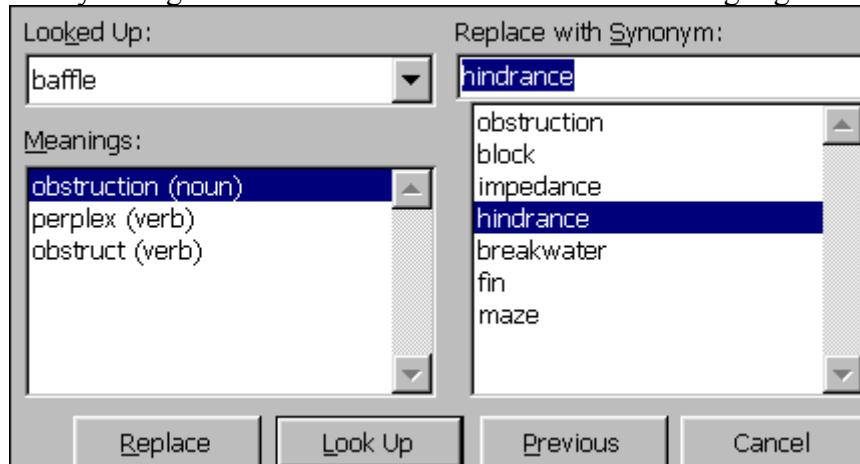 Looked Up:
baffle
Meanings:
obstruction (noun)
perplex (verb)
obstruct (verb)
Replace with Synonym:
hindrance
obstruction
block
impedance
hindrance
breakwater
fin
maze
Replace
Look Up
Previous
Cancel